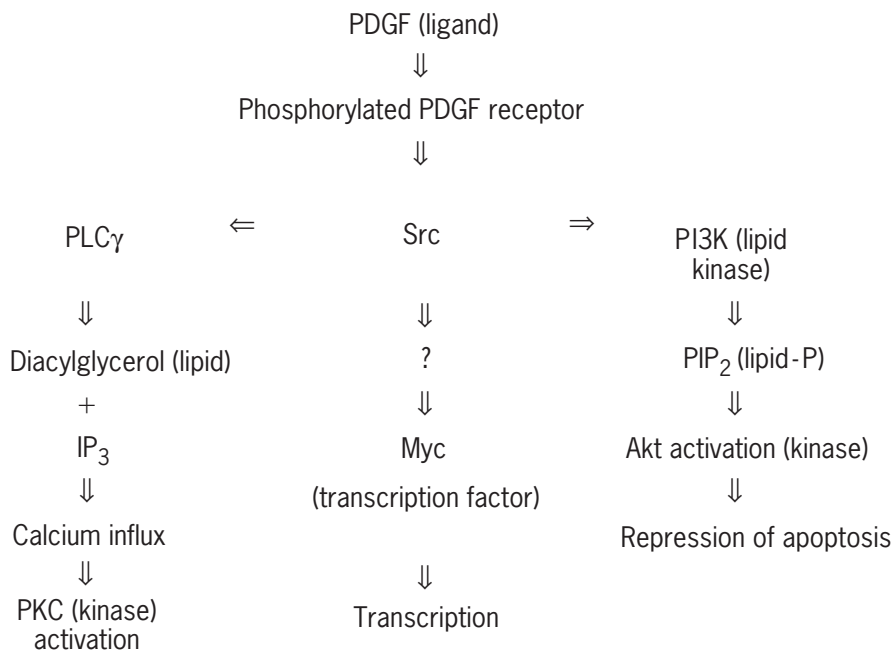 PDGF (ligand)
⇓
Phosphorylated PDGF receptor
⇓
PLCγ ⇐ Src ⇒ PI3K (lipid
kinase)
⇓ ⇓ ⇓
Diacylglycerol (lipid) ? PIP₂ (lipid-P)
+ ⇓ ⇓
IP₃ Myc Akt activation (kinase)
⇓ (transcription factor) ⇓
Calcium influx Repression of apoptosis
⇓ ⇓
PKC (kinase) Transcription
activation